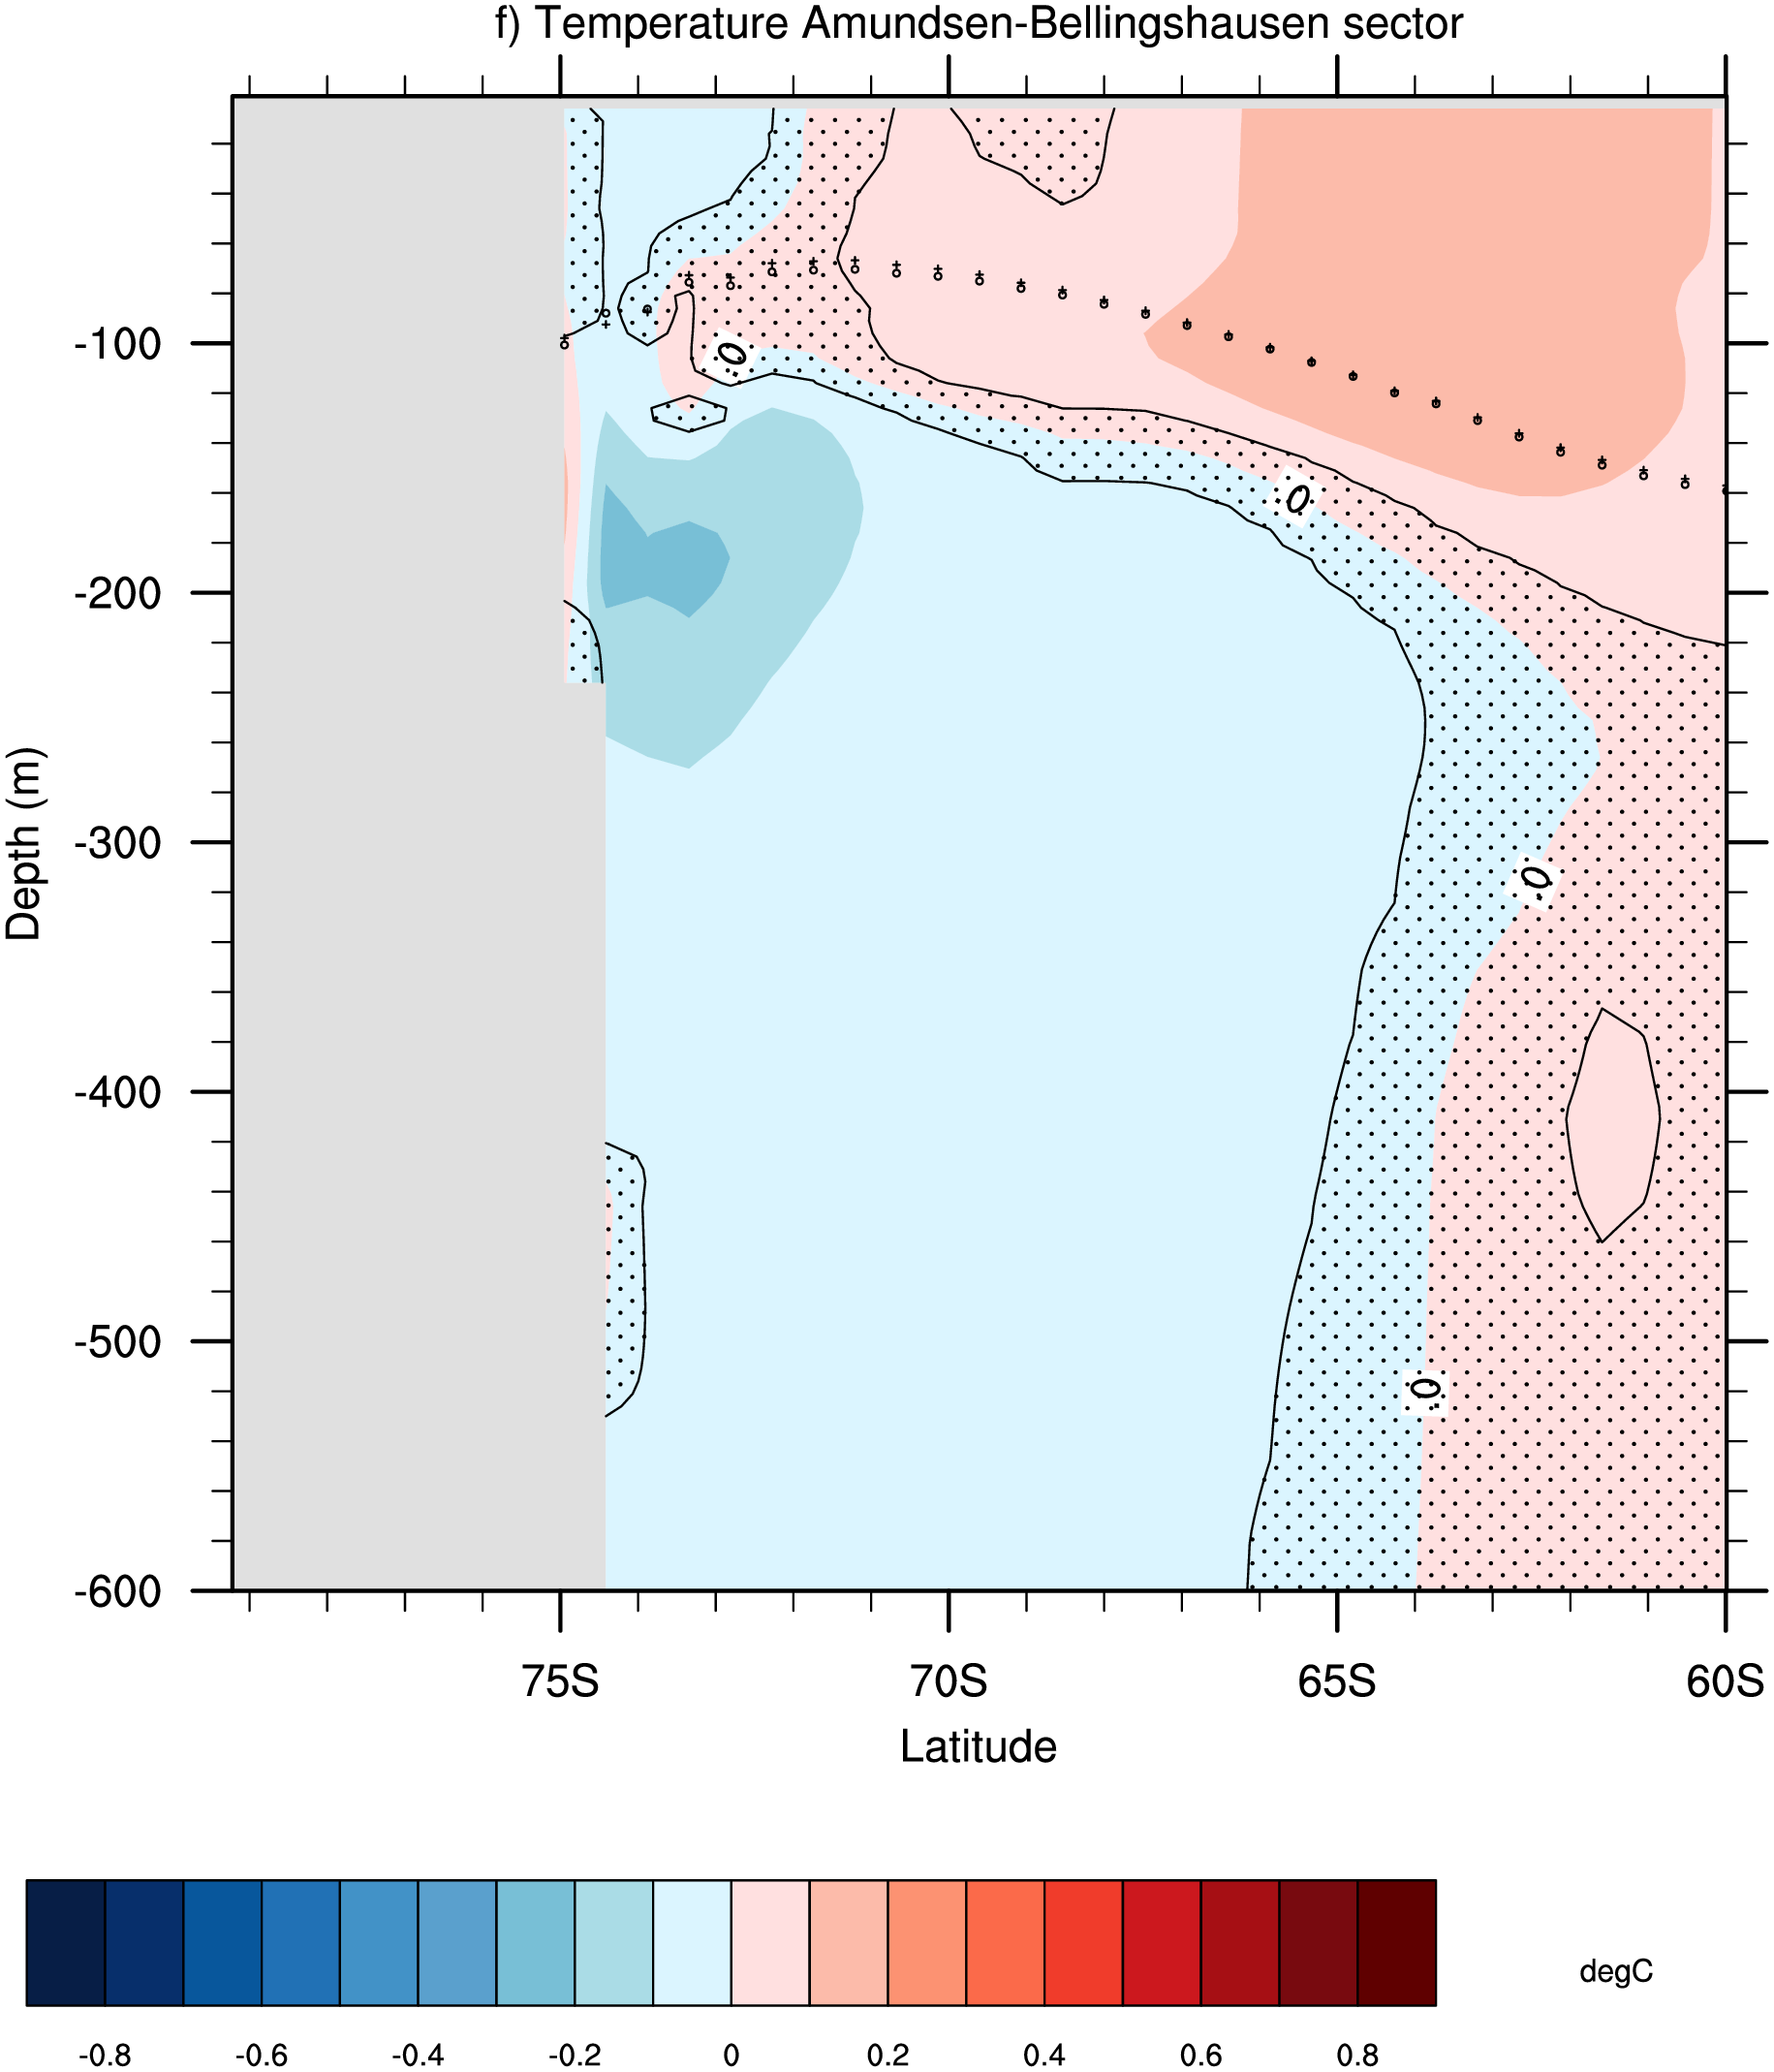 f) Temperature Amundsen-Bellingshausen sector
Depth (m)
-100
-200
-300
-400
-500
-600
.0
.0
.0
.0
75S 70S 65S 60S
Latitude
degC
-0.8 -0.6 -0.4 -0.2 0 0.2 0.4 0.6 0.8